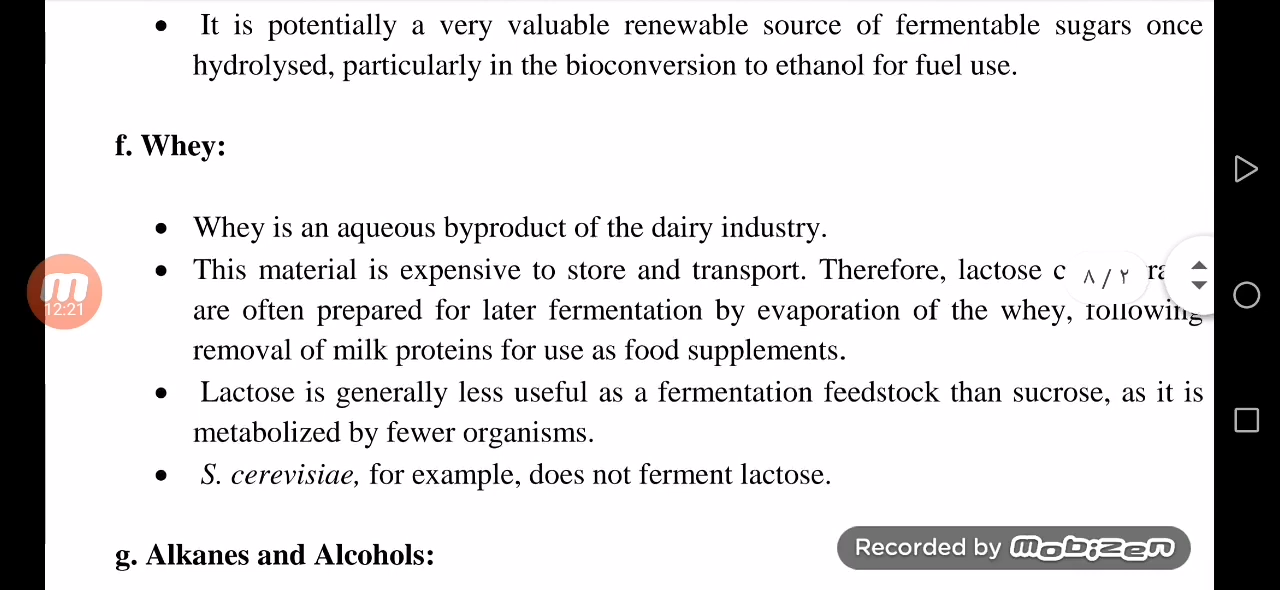 • It is potentially a very valuable renewable source of fermentable sugars once
hydrolysed, particularly in the bioconversion to ethanol for fuel use.
f. Whey:
• Whey is an aqueous byproduct of the dairy industry.
• This material is expensive to store and transport. Therefore, lactose
٨ / ٢
are often prepared for later fermentation by evaporation of the whey, following
removal of milk proteins for use as food supplements.
• Lactose is generally less useful as a fermentation feedstock than sucrose, as it is
metabolized by fewer organisms.
• S. cerevisiae, for example, does not ferment lactose.
g. Alkanes and Alcohols:
m
12:21
Recorded by mobizen